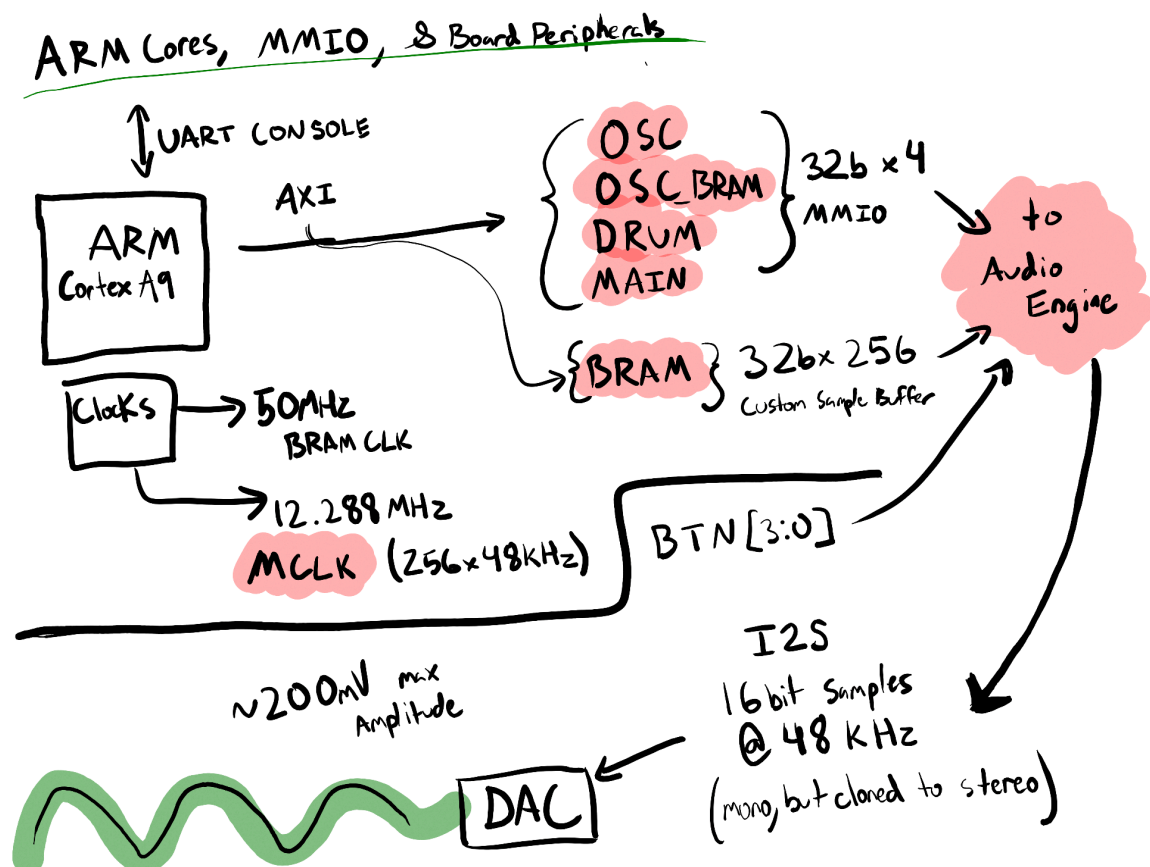 ARM Cores, MMIO, & Board Peripherals
UART CONSOLE
ARM
Cortex A9
AXI
OSC
OSC_BRAM
DRUM
MAIN
32b x 4
MMIO
to
Audio
Engine
BRAM
32b x 256
Custom Sample Buffer
Clocks
50MHz
BRAM CLK
12.288 MHz
MCLK (256x48KHz)
BTN [3:0]
I2S
16 bit Samples
@ 48 KHz
(mono, but cloned to stereo)
~200mV max
Amplitude
DAC